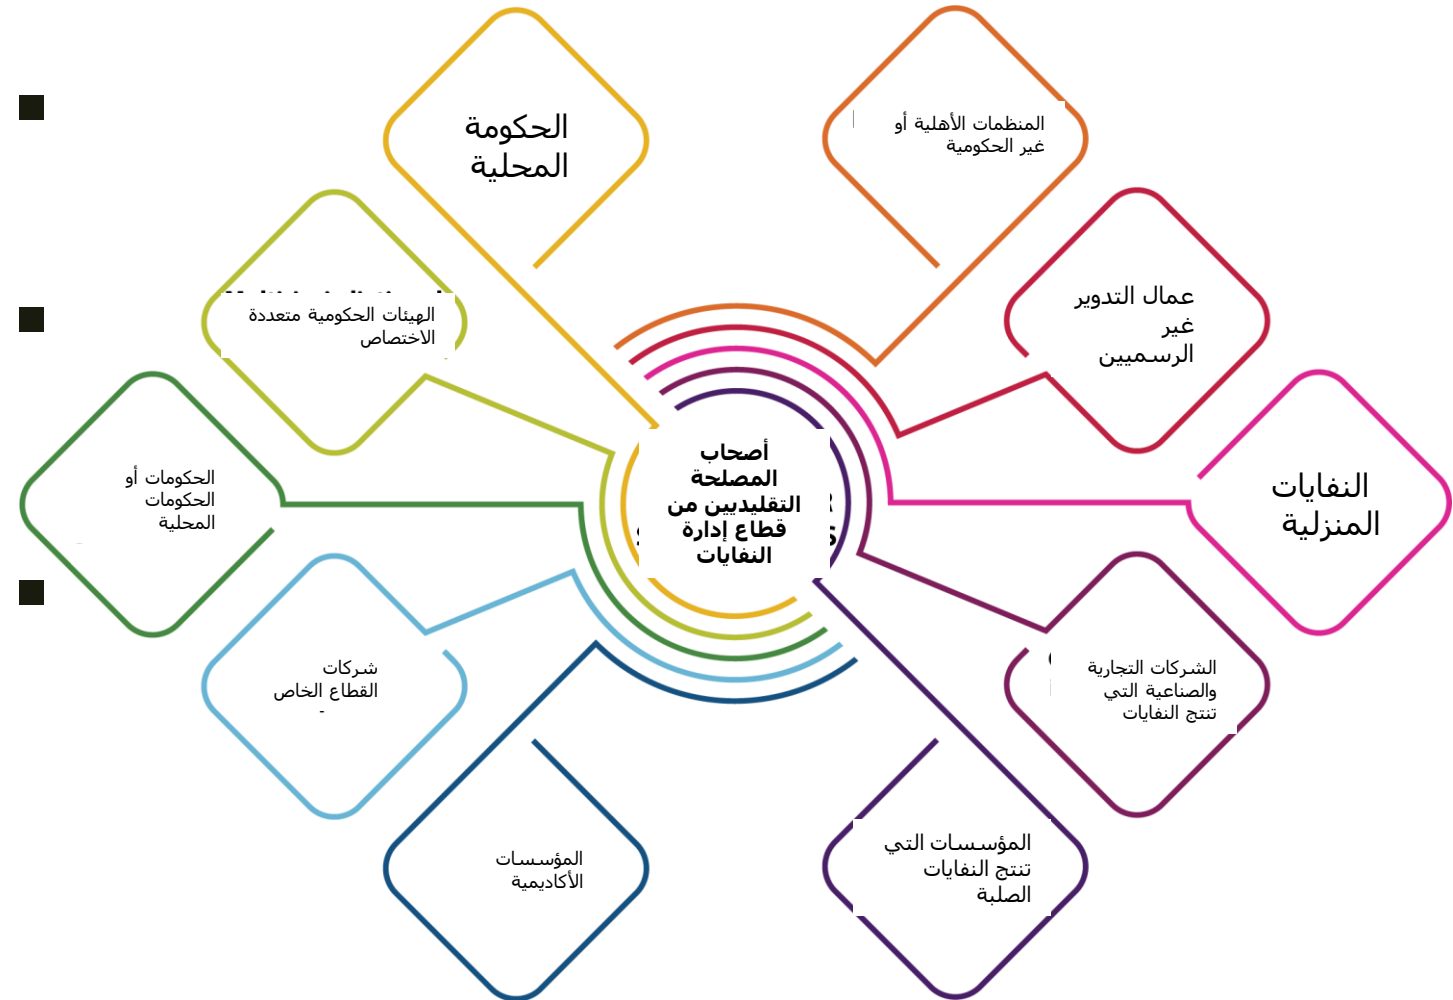 المنظمات الأهلية أو
غير الحكومية
الحكومة
المحلية
عمال التدوير
غير
الرسميين
الهيئات الحكومية متعددة
الاختصاص
النفايات
المنزلية
أصحاب
المصلحة
التقليديين من
قطاع إدارة
النفايات
الحكومات أو
الحكومات
المحلية
الشركات التجارية
والصناعية التي
تنتج النفايات
شركات
القطاع الخاص
المؤسسات التي
تنتج النفايات
الصلبة
المؤسسات
الأكاديمية